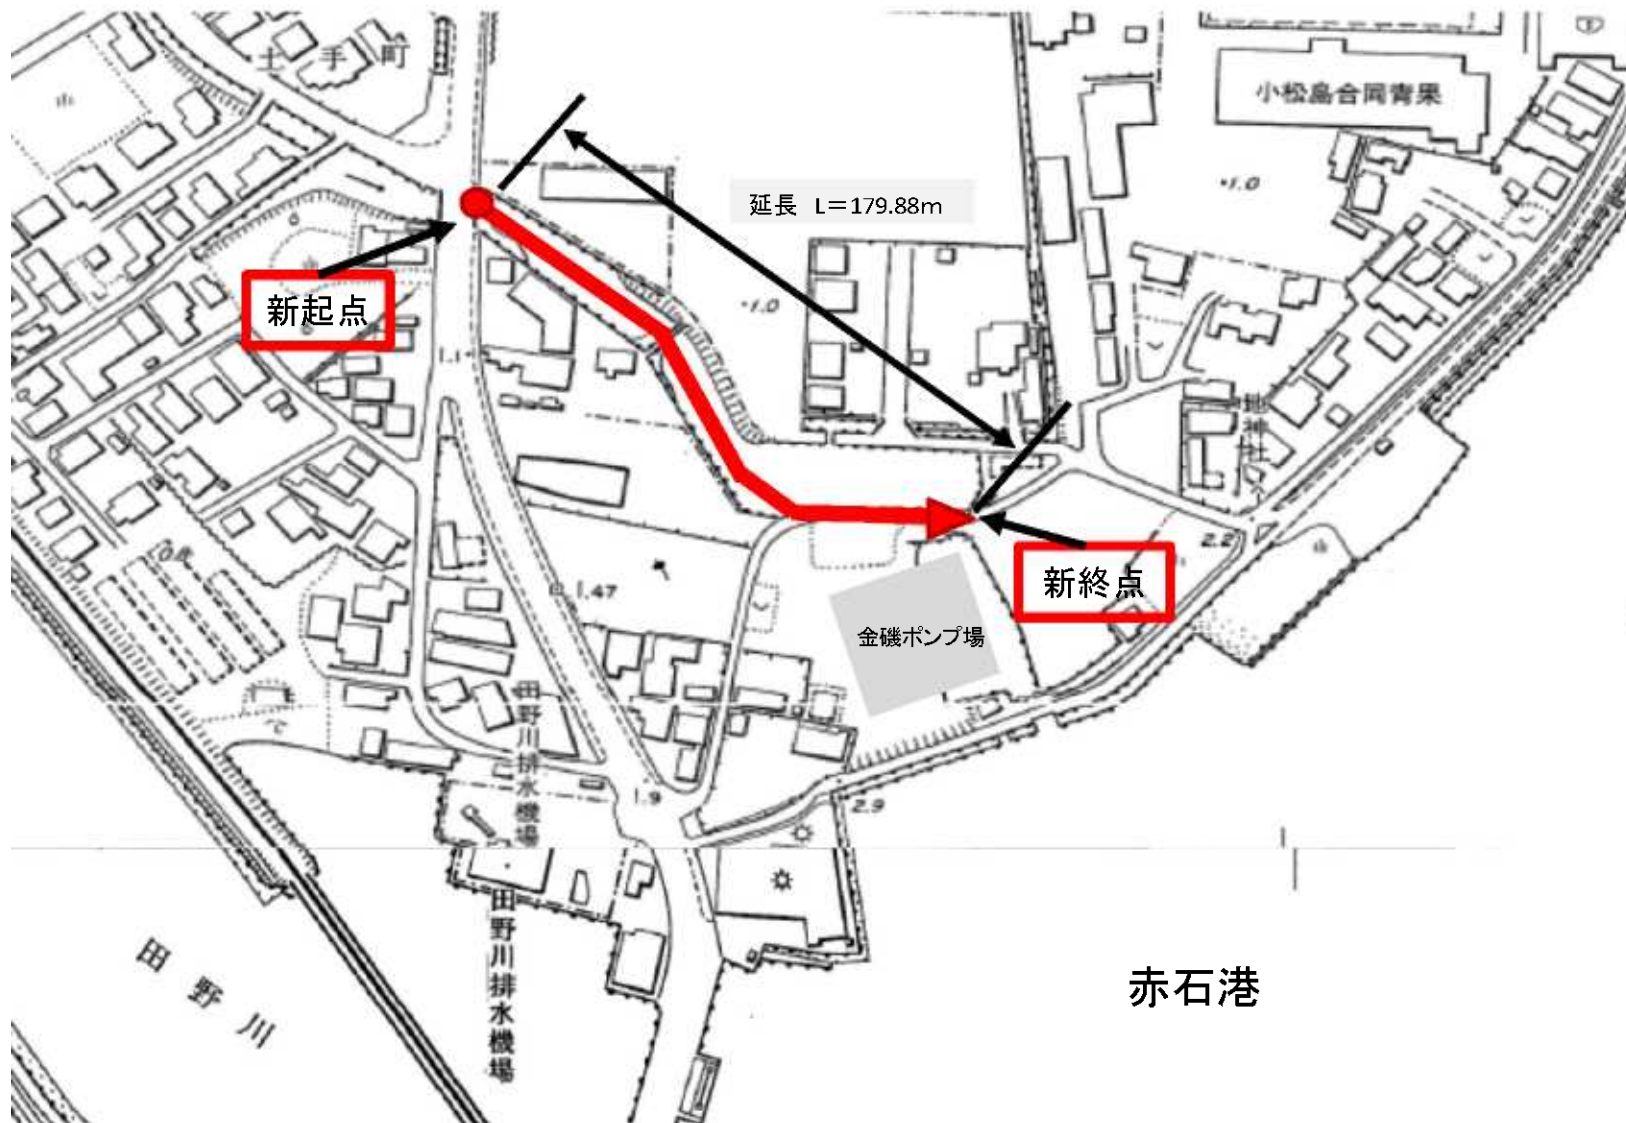 土手町
小松島合同青果
延長 L=179.88m
・1.0
・1.0
新起点
1.1
1.47
新終点
2.2
金磯ポンプ場
田野川排水機場
1.9
2.9
田野川排水機場
田野川
赤石港